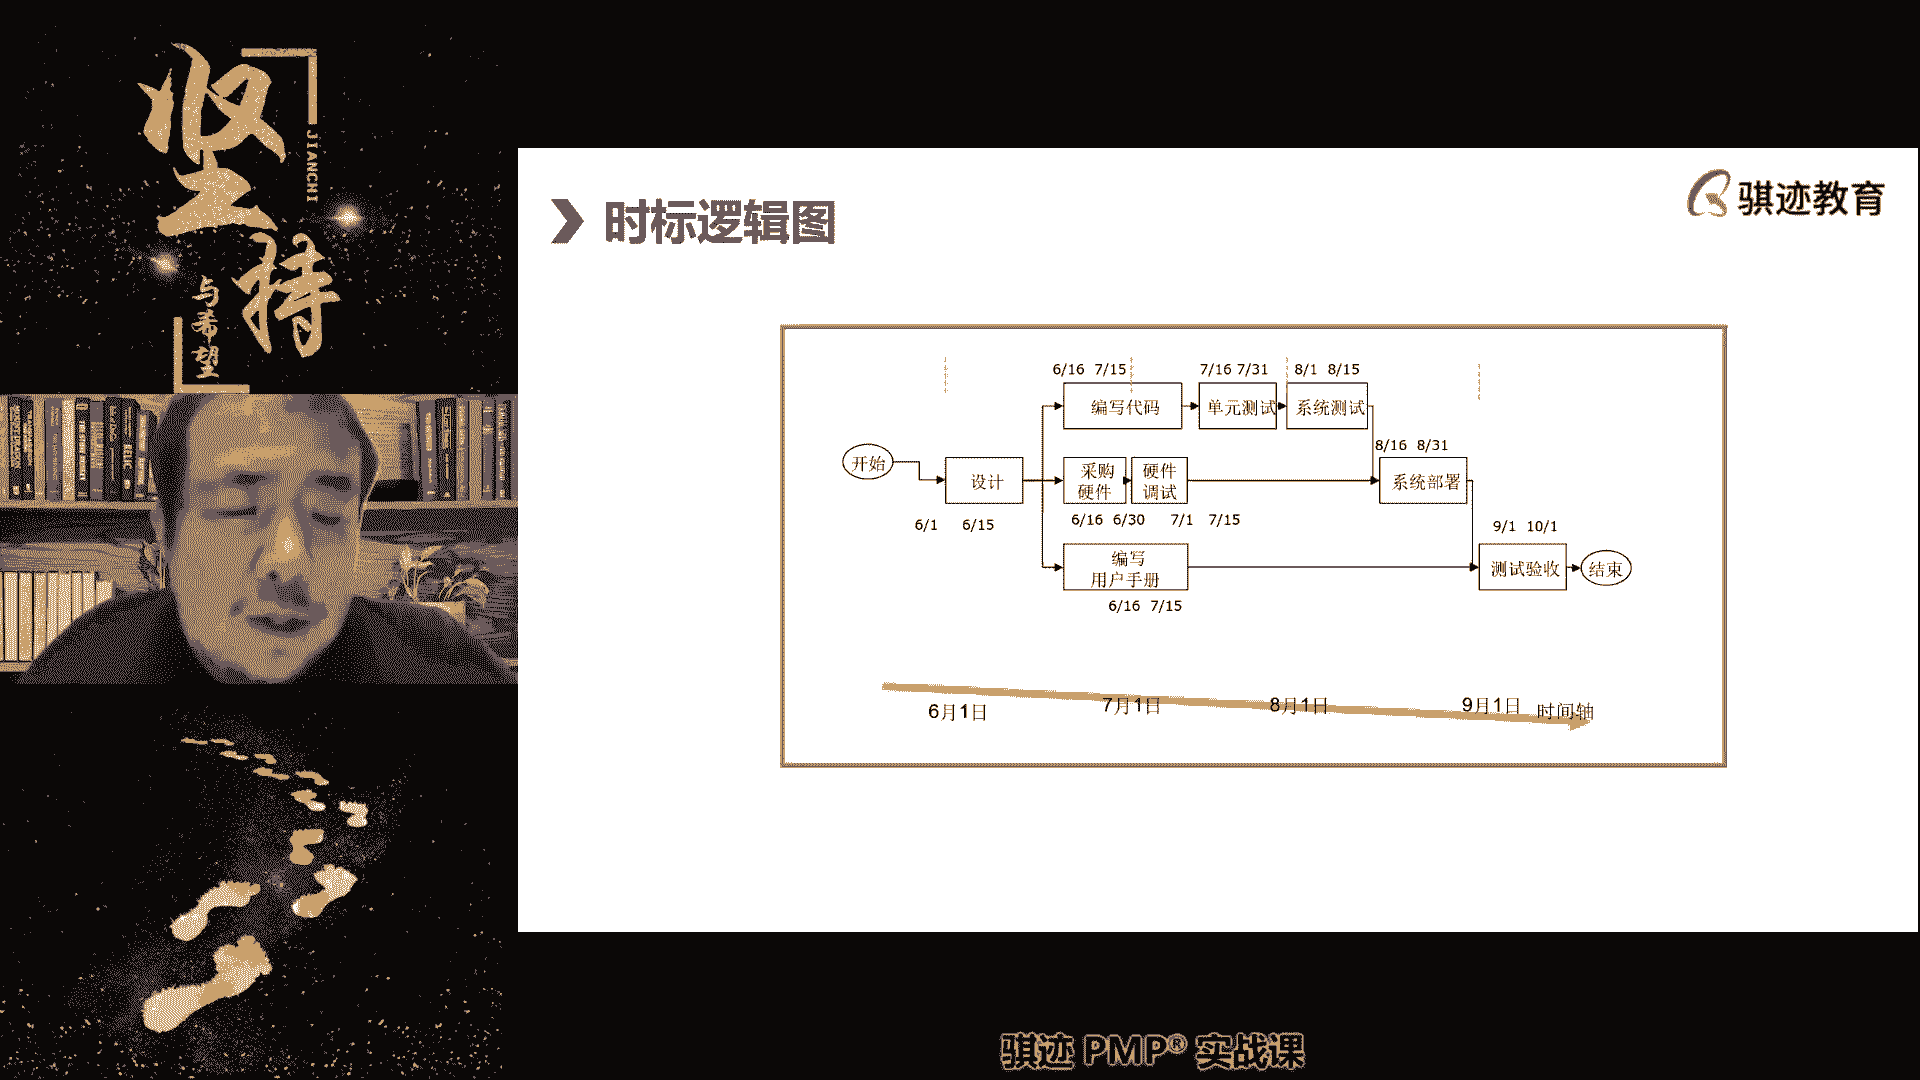 坚持
JIANCHI
与希望
时标逻辑图
骐迹教育
6/16 7/15
7/16 7/31
8/1 8/15
编写代码
单元测试
系统测试
8/16 8/31
开始
设计
采购
硬件
硬件
调试
系统部署
6/1 6/15
6/16 6/30
7/1 7/15
9/1 10/1
编写
用户手册
测试验收
结束
6/16 7/15
6月1日
7月1日
8月1日
9月1日
时间轴
骐迹 PMP® 实战课